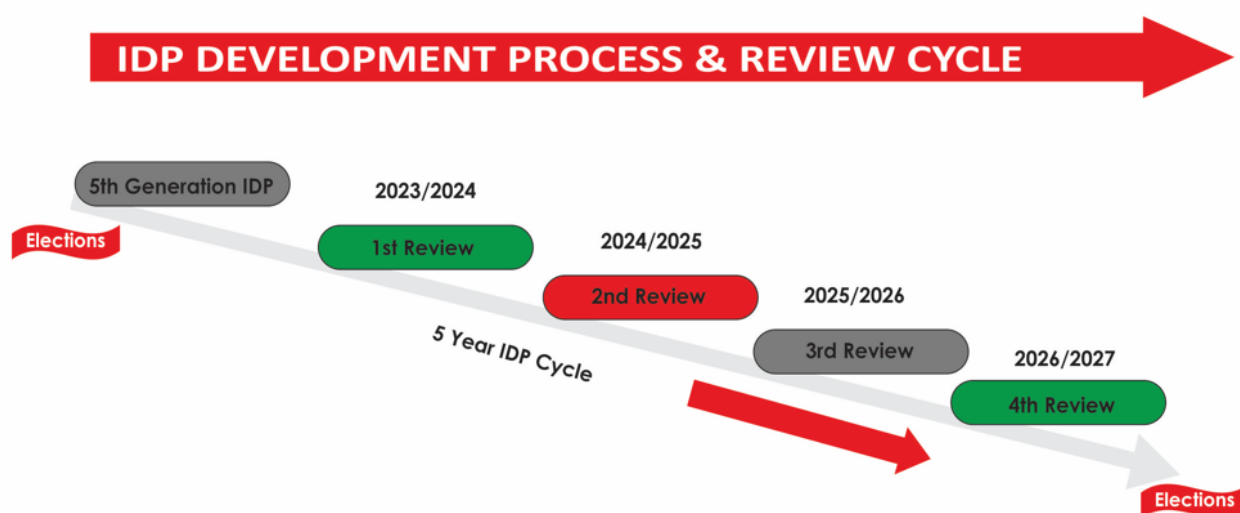 IDP DEVELOPMENT PROCESS & REVIEW CYCLE
5th Generation IDP
Elections
2023/2024
1st Review
2024/2025
2nd Review
2025/2026
3rd Review
2026/2027
4th Review
5 Year IDP Cycle
Elections